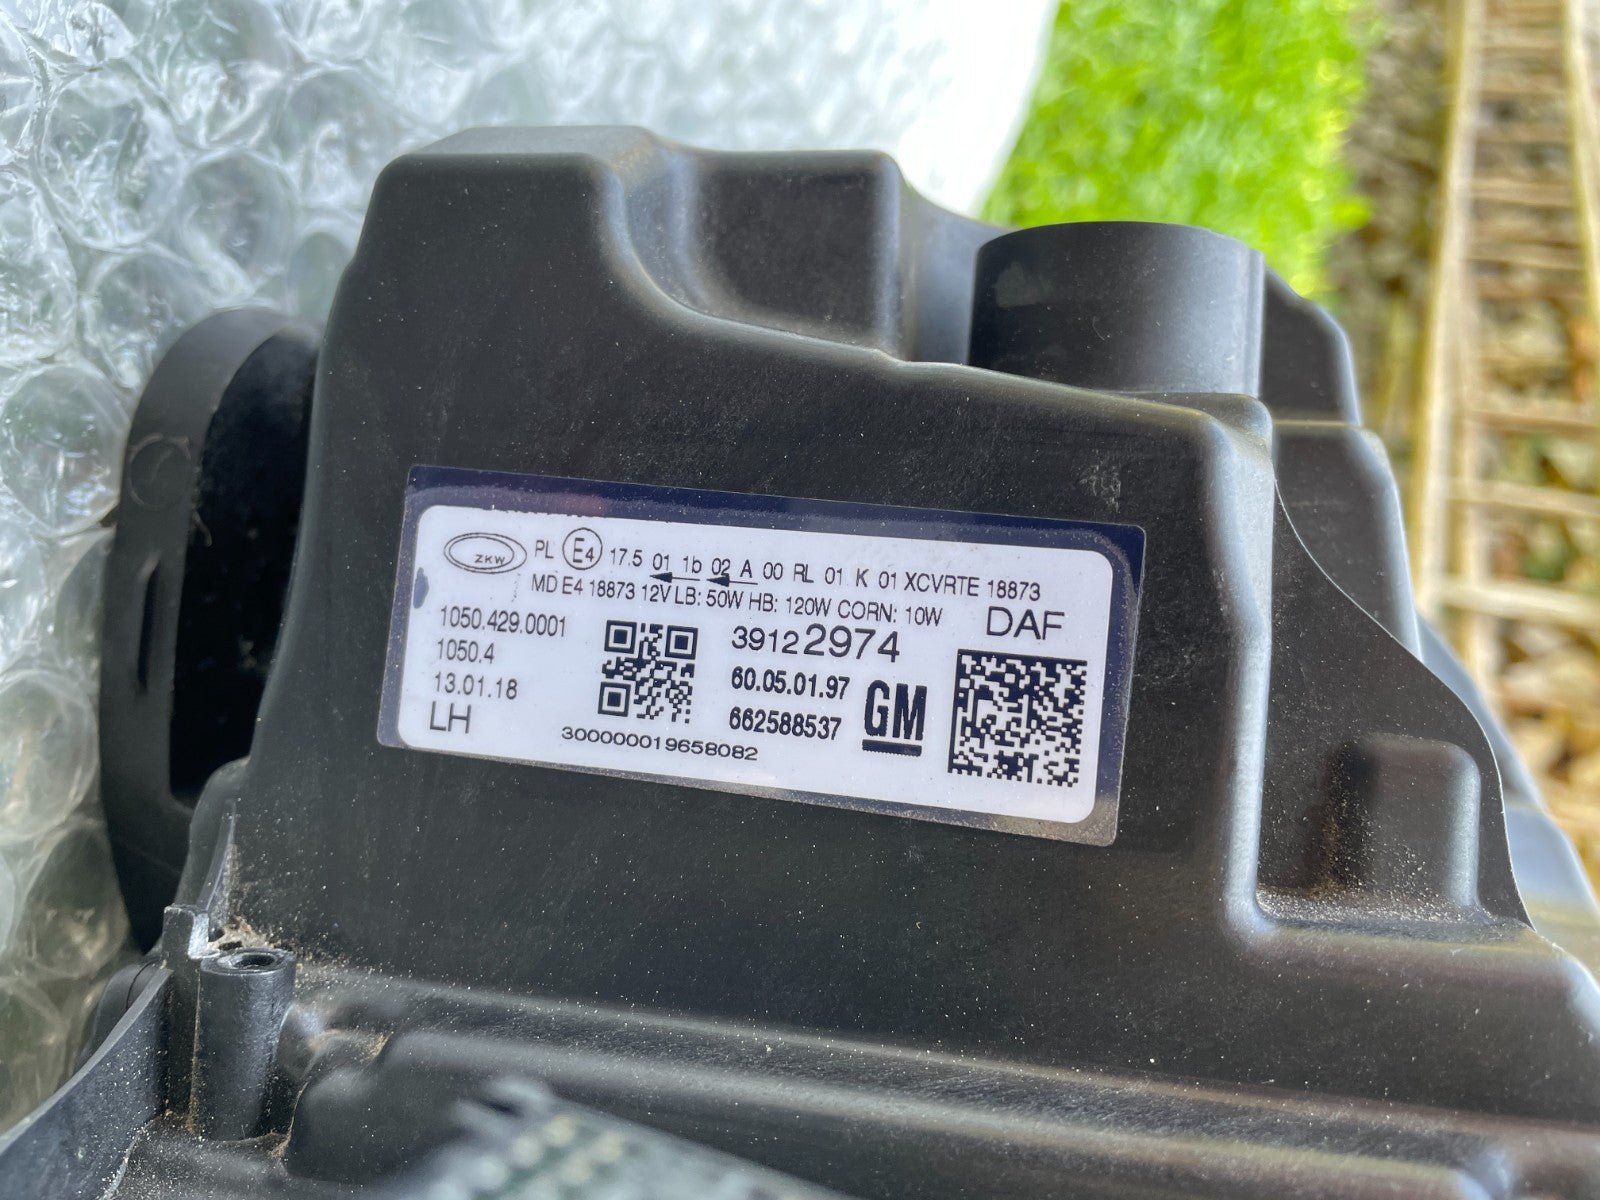 ZKW PL E4 17.5 01 1b 02 A 00 RL 01 K 01 XCVRTE 18873
MD E4 18873 12V LB: 50W HB: 120W CORN: 10W
1050.429.0001
1050.4
13.01.18
LH
300000019658082
39122974
60.05.01.97
662588537
GM
DAF